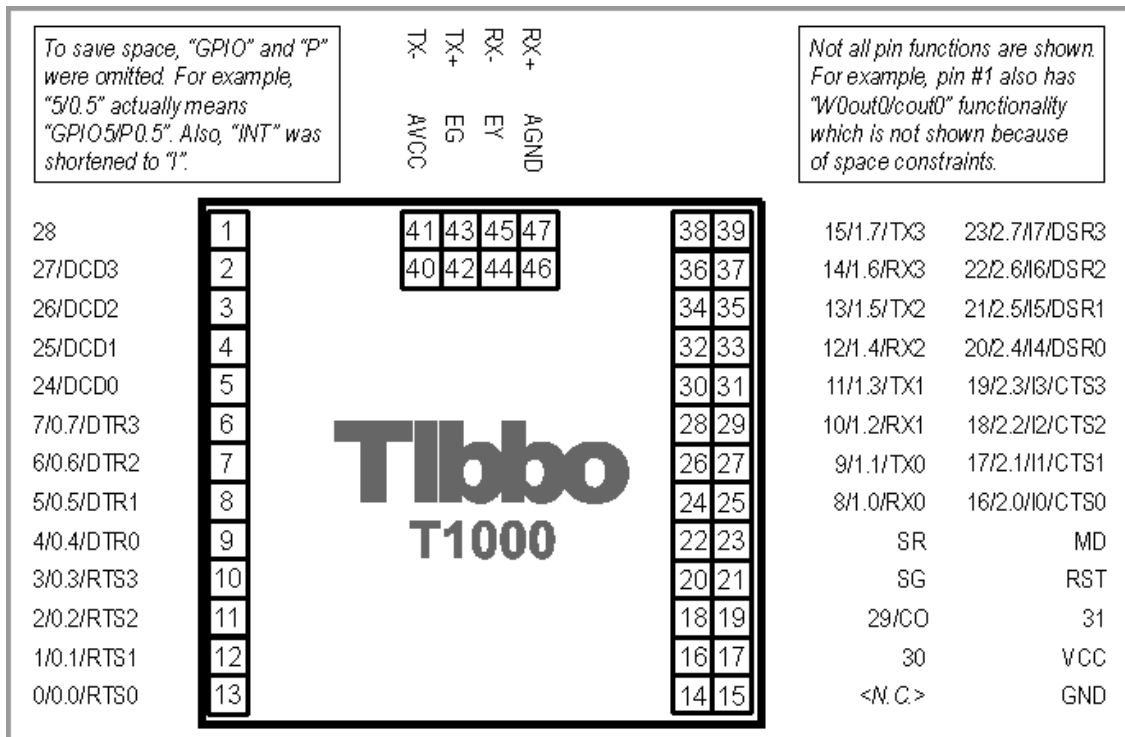 To save space, “GPIO” and “P”
were omitted. For example,
“5/0.5” actually means
“GPIO5/P0.5”. Also, “INT” was
shortened to “I”.
TX-
TX+
RX-
RX+
AVCC
EG
EY
AGND
Not all pin functions are shown.
For example, pin #1 also has
“W0out0/cout0” functionality
which is not shown because
of space constraints.
28 1 41 43 45 47 38 39 15/1.7/TX3 23/2.7/I7/DSR3
27/DCD3 2 40 42 44 46 36 37 14/1.6/RX3 22/2.6/I6/DSR2
26/DCD2 3 34 35 13/1.5/TX2 21/2.5/I5/DSR1
25/DCD1 4 32 33 12/1.4/RX2 20/2.4/I4/DSR0
24/DCD0 5 30 31 11/1.3/TX1 19/2.3/I3/CTS3
7/0.7/DTR3 6 28 29 10/1.2/RX1 18/2.2/I2/CTS2
6/0.6/DTR2 7 26 27 9/1.1/TX0 17/2.1/I1/CTS1
5/0.5/DTR1 8 24 25 8/1.0/RX0 16/2.0/I0/CTS0
4/0.4/DTR0 9 22 23 SR MD
3/0.3/RTS3 10 20 21 SG RST
2/0.2/RTS2 11 18 19 29/CO 31
1/0.1/RTS1 12 16 17 30 VCC
0/0.0/RTS0 13 14 15 <N.C.> GND
TIbbo
T1000